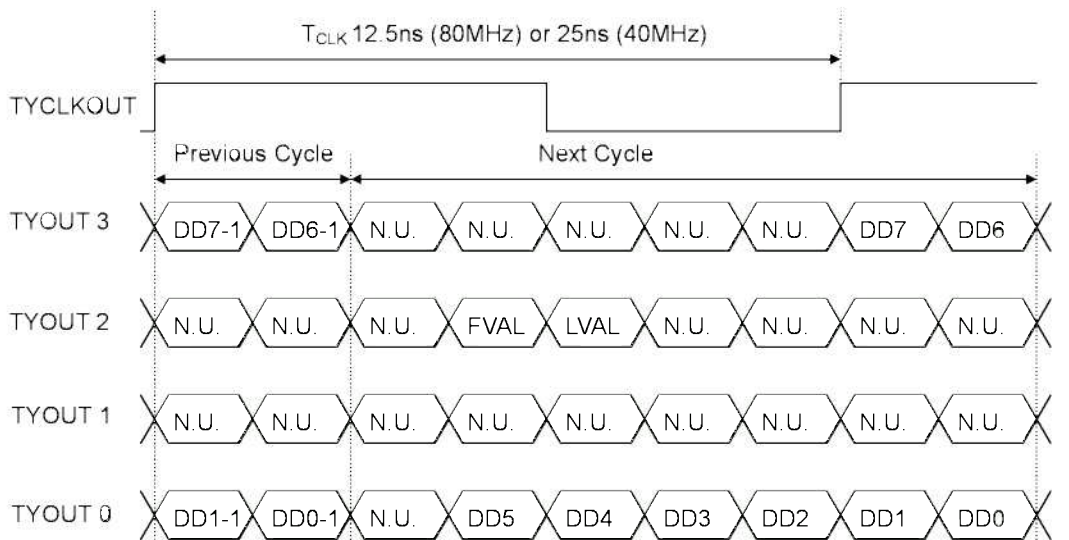 T_CLK 12.5ns (80MHz) or 25ns (40MHz)
TYCLKOUT
Previous Cycle Next Cycle
TYOUT 3 DD7-1 DD6-1 N.U. N.U. N.U. N.U. N.U. DD7 DD6
TYOUT 2 N.U. N.U. N.U. FVAL LVAL N.U. N.U. N.U. N.U.
TYOUT 1 N.U. N.U. N.U. N.U. N.U. N.U. N.U. N.U. N.U.
TYOUT 0 DD1-1 DD0-1 N.U. DD5 DD4 DD3 DD2 DD1 DD0